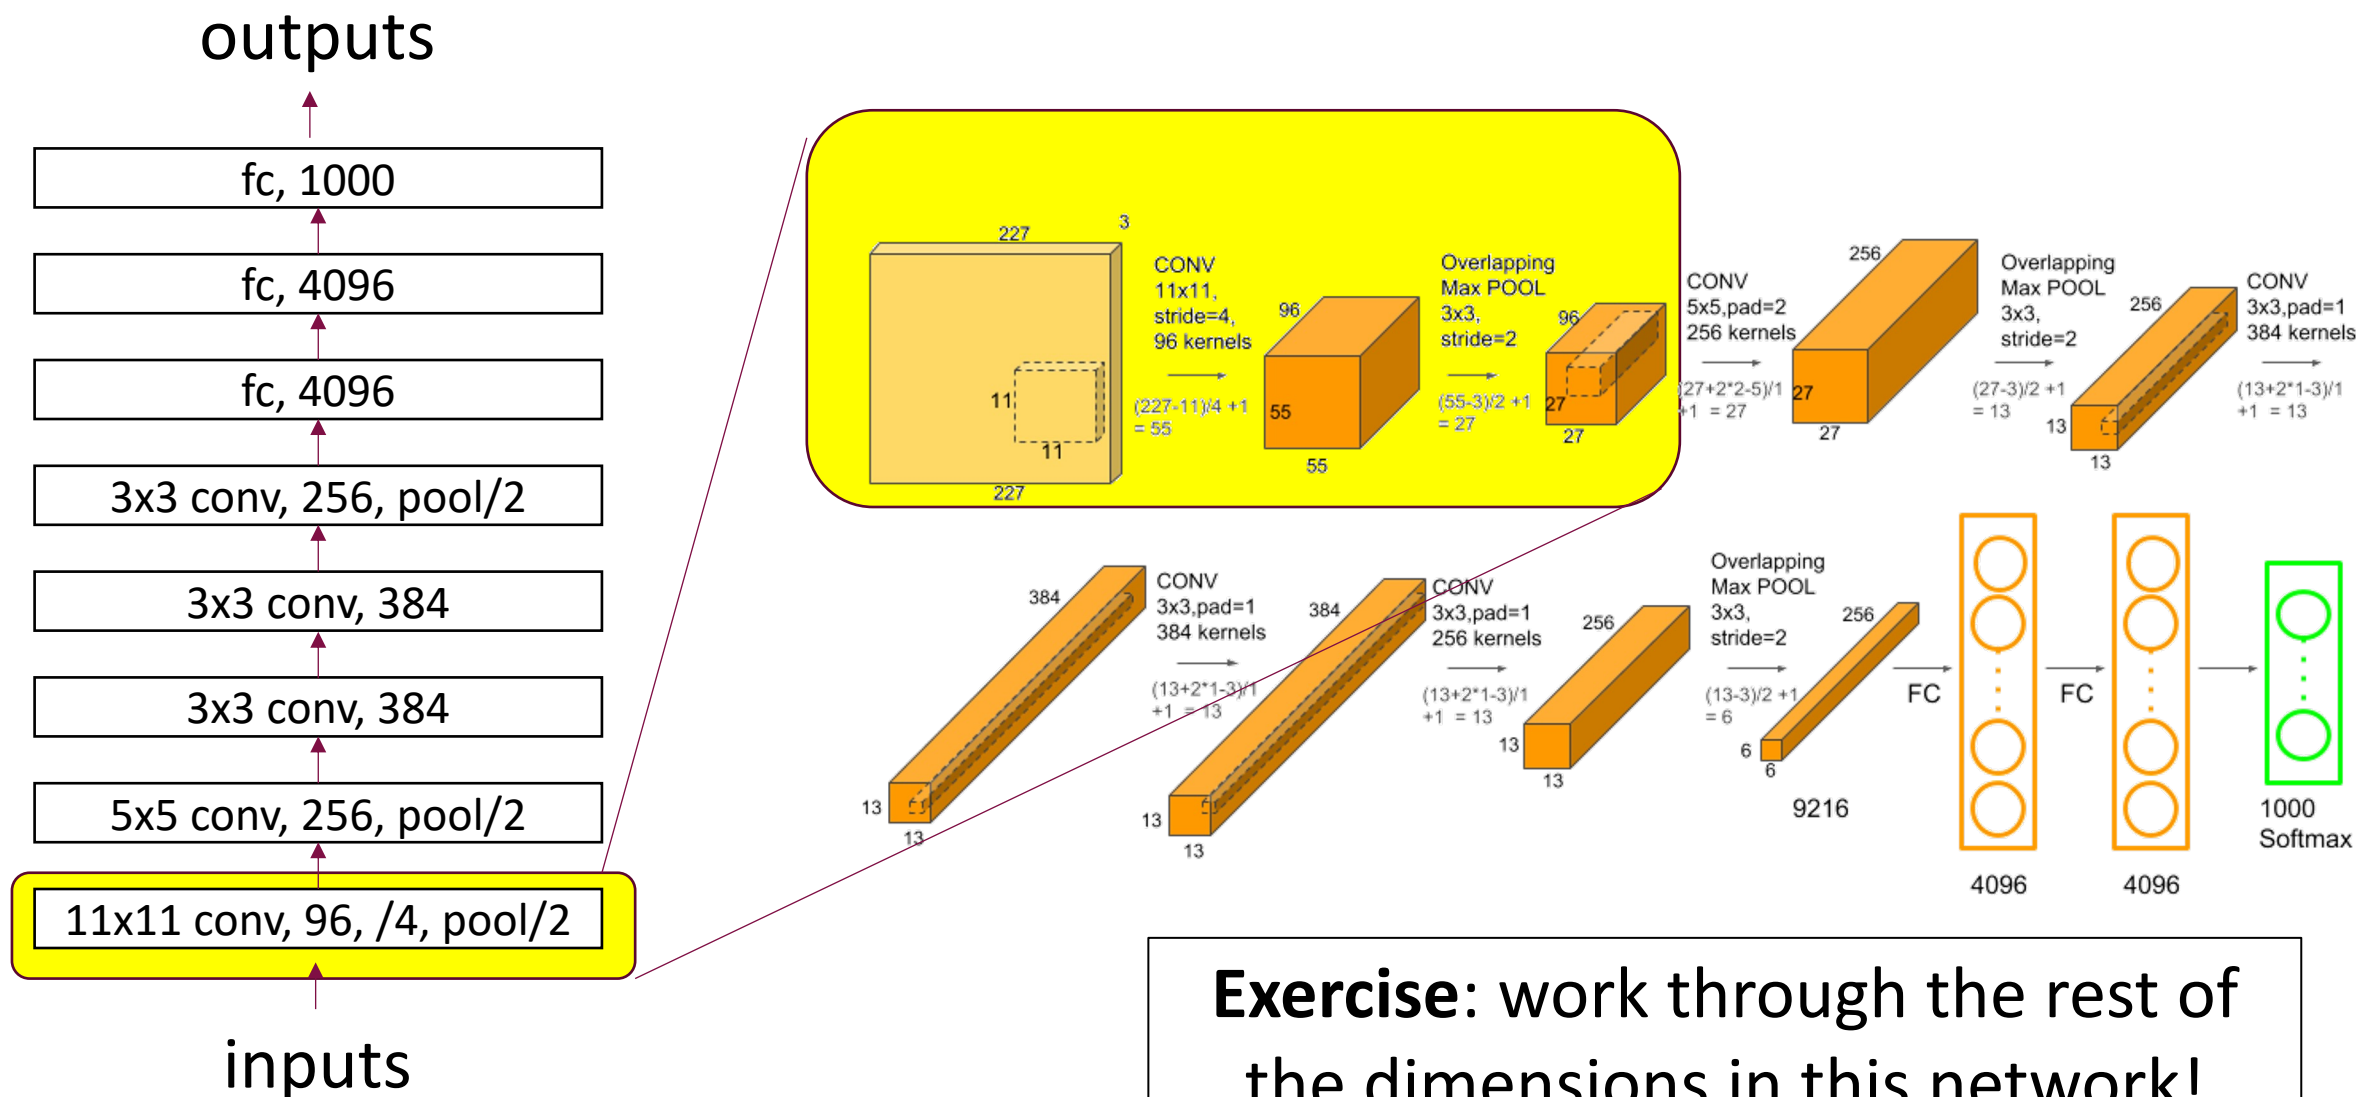 outputs
fc, 1000
fc, 4096
fc, 4096
3x3 conv, 256, pool/2
3x3 conv, 384
3x3 conv, 384
5x5 conv, 256, pool/2
11x11 conv, 96, /4, pool/2
inputs
227
3
11
11
227
CONV
11x11,
stride=4,
96 kernels
(227-11)/4 +1
= 55
96
55
55
Overlapping
Max POOL
3x3,
stride=2
(55-3)/2 +1
= 27
96
27
27
CONV
5x5,pad=2
256 kernels
(27+2*2-5)/1
+1 = 27
256
27
27
Overlapping
Max POOL
3x3,
stride=2
(27-3)/2 +1
= 13
256
13
13
CONV
3x3,pad=1
384 kernels
(13+2*1-3)/1
+1 = 13
384
13
13
CONV
3x3,pad=1
384 kernels
(13+2*1-3)/1
+1 = 13
384
13
13
CONV
3x3,pad=1
256 kernels
(13+2*1-3)/1
+1 = 13
256
13
13
Overlapping
Max POOL
3x3,
stride=2
(13-3)/2 +1
= 6
256
6
6
9216
FC
4096
FC
4096
1000
Softmax
Exercise: work through the rest of
the dimensions in this network!